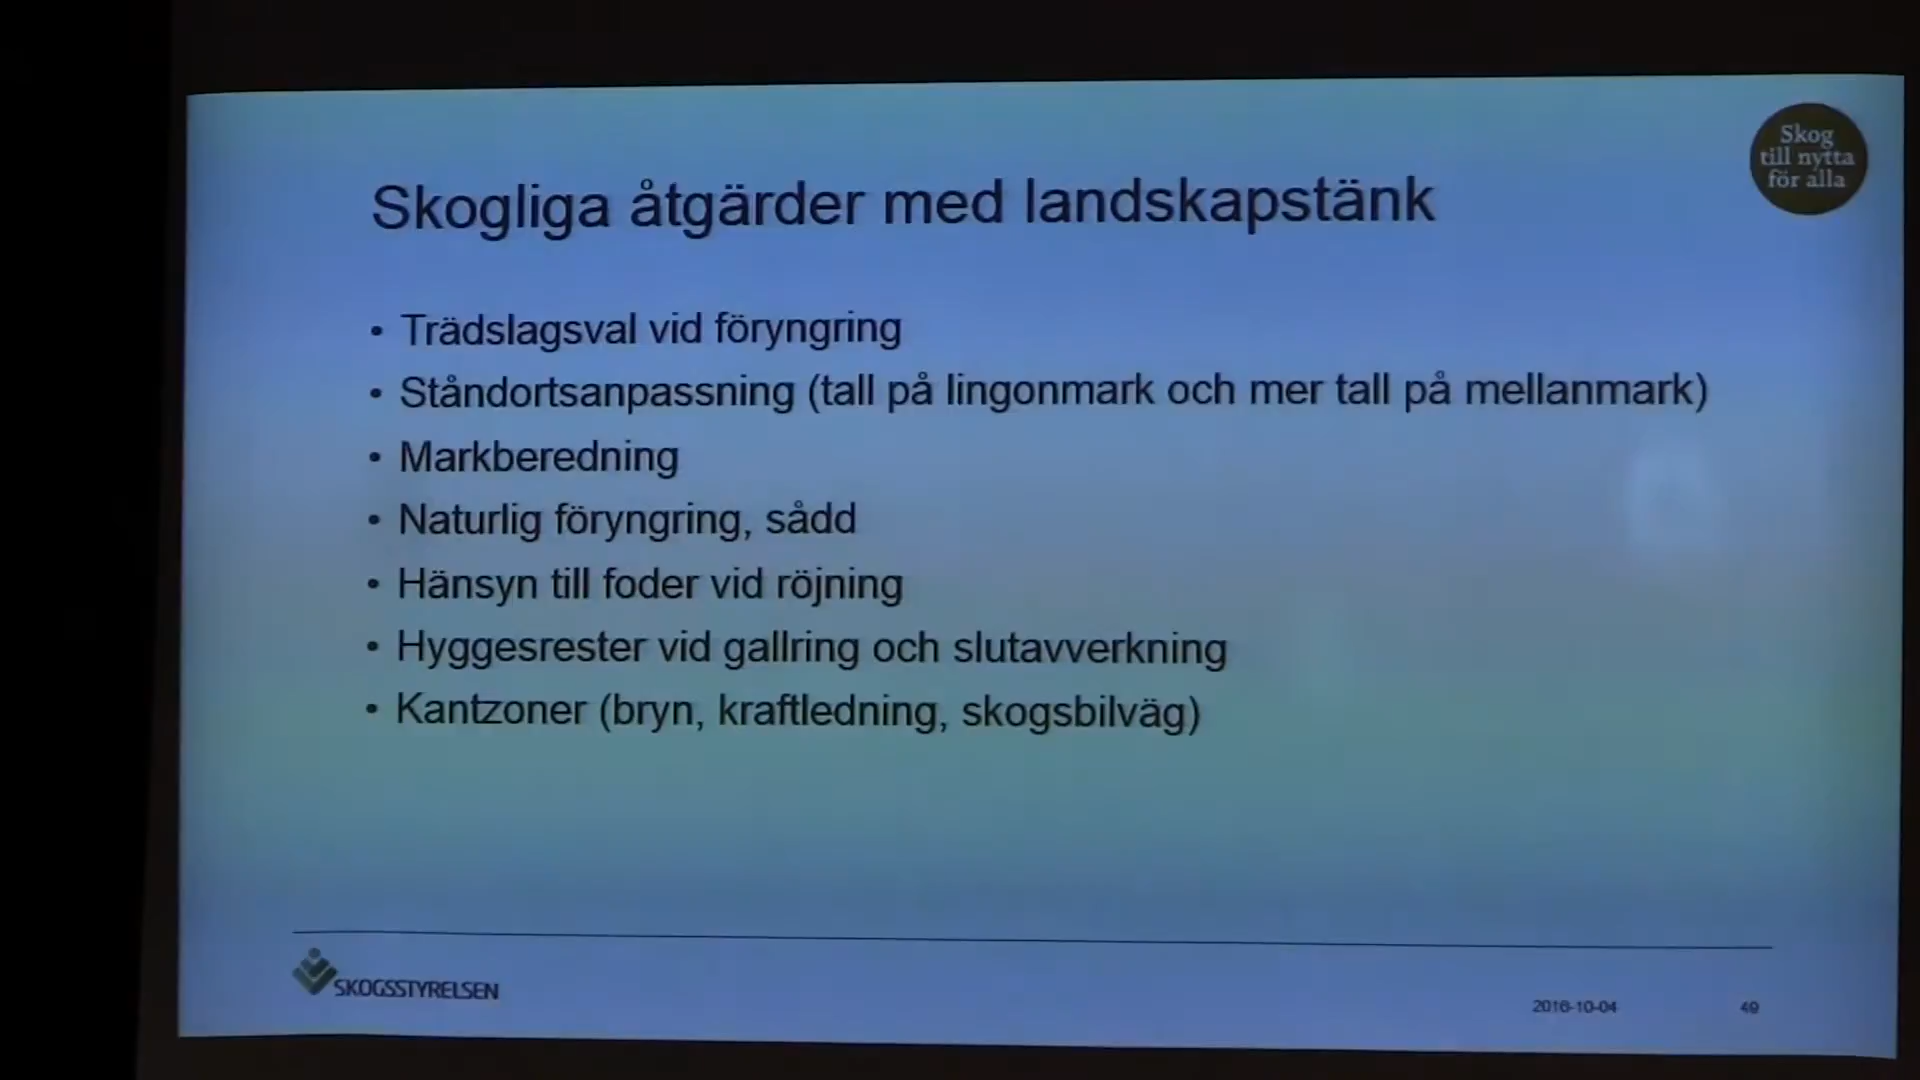 Skog
till nytta
för alla
Skogliga åtgärder med landskapstänk
• Trädslagsval vid föryngring
• Ståndortsanpassning (tall på lingonmark och mer tall på mellanmark)
• Markberedning
• Naturlig föryngring, sådd
• Hänsyn till foder vid röjning
• Hyggesrester vid gallring och slutavverkning
• Kantzoner (bryn, kraftledning, skogsbilväg)
SKOGSSTYRELSEN
2016-10-04
49